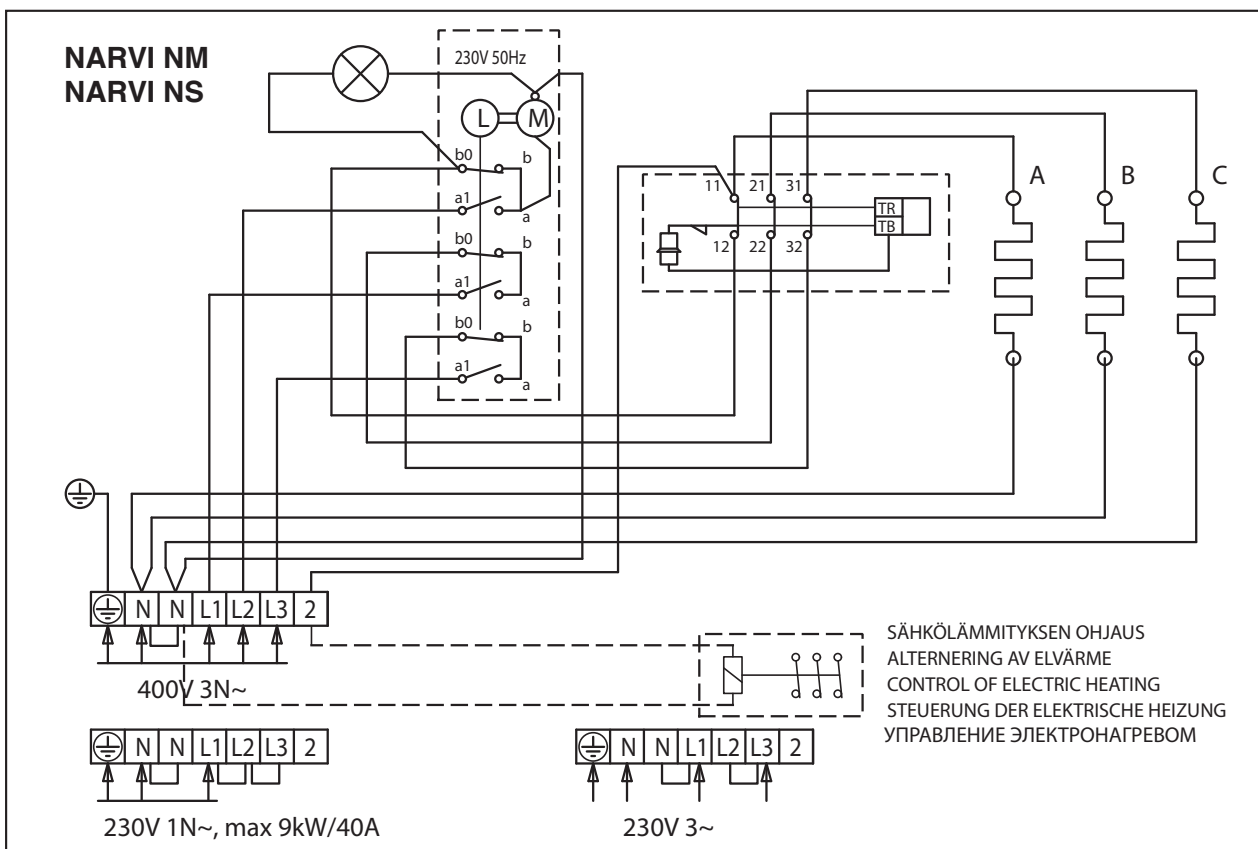 NARVI NM
NARVI NS
230V 50Hz
L M
b0 b
a1 a
b0 b
a1 a
b0 b
a1 a
11 21 31
TR
TB
12 22 32
A B C
N N L1 L2 L3 2
400V 3N~
SÄHKÖLÄMMITYKSEN OHJAUS
ALTERNERING AV ELVÄRME
CONTROL OF ELECTRIC HEATING
STEUERUNG DER ELEKTRISCHE HEIZUNG
УПРАВЛЕНИЕ ЭЛЕКТРОНАГРЕВОМ
N N L1 L2 L3 2
230V 1N~, max 9kW/40A
N N L1 L2 L3 2
230V 3~